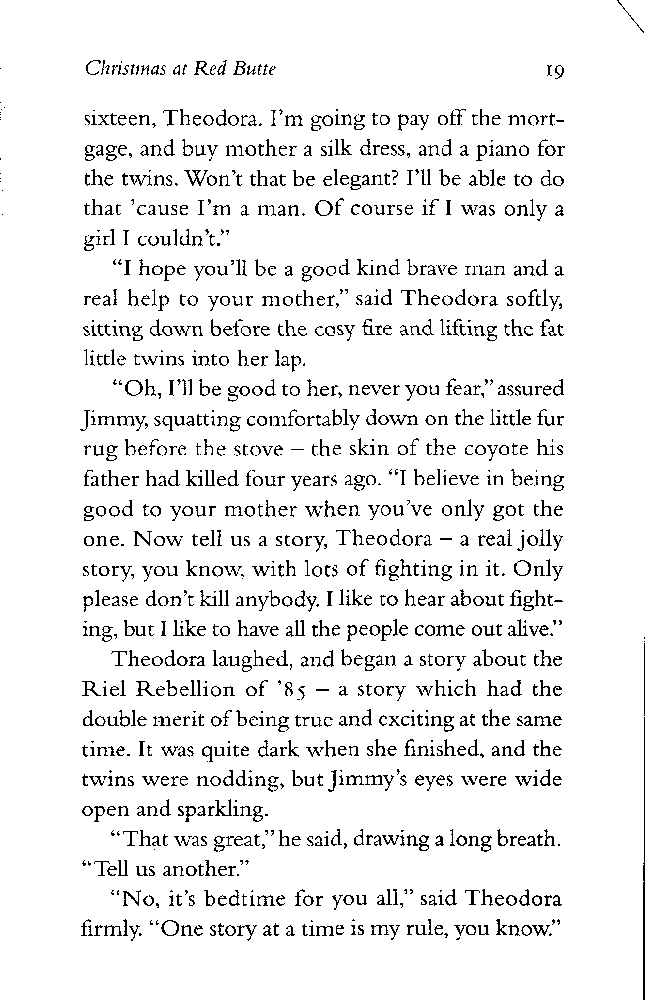 Christmas at Red Butte 19
sixteen, Theodora. I'm going to pay off the mort-
gage, and buy mother a silk dress, and a piano for
the twins. Won't that be elegant? I'll be able to do
that 'cause I'm a man. Of course if I was only a
girl I couldn't."
"I hope you'll be a good kind brave man and a
real help to your mother," said Theodora softly,
sitting down before the cosy fire and lifting the fat
little twins into her lap.
"Oh, I'll be good to her, never you fear," assured
Jimmy, squatting comfortably down on the little fur
rug before the stove – the skin of the coyote his
father had killed four years ago. "I believe in being
good to your mother when you've only got the
one. Now tell us a story, Theodora – a real jolly
story, you know, with lots of fighting in it. Only
please don't kill anybody. I like to hear about fight-
ing, but I like to have all the people come out alive."
Theodora laughed, and began a story about the
Riel Rebellion of '85 – a story which had the
double merit of being true and exciting at the same
time. It was quite dark when she finished, and the
twins were nodding, but Jimmy's eyes were wide
open and sparkling.
"That was great," he said, drawing a long breath.
"Tell us another."
"No, it's bedtime for you all," said Theodora
firmly. "One story at a time is my rule, you know."